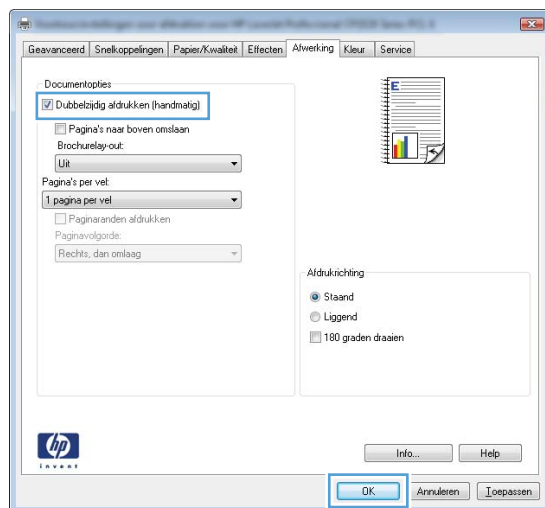 Geavanceerd Snelkoppelingen Papier/Kwaliteit Effecten Afwerking Kleur Service
Documentopties
Dubbelzijdig afdrukken (handmatig)
Pagina's naar boven omslaan
Brochurelay-out:
Uit
Pagina's per vel:
1 pagina per vel
Paginaranden afdrukken
Paginavolgorde:
Rechts, dan omlaag
E
Afdrukrichting
Staand
Liggend
180 graden draaien
hp
invent
Info... Help
OK Annuleren Toepassen